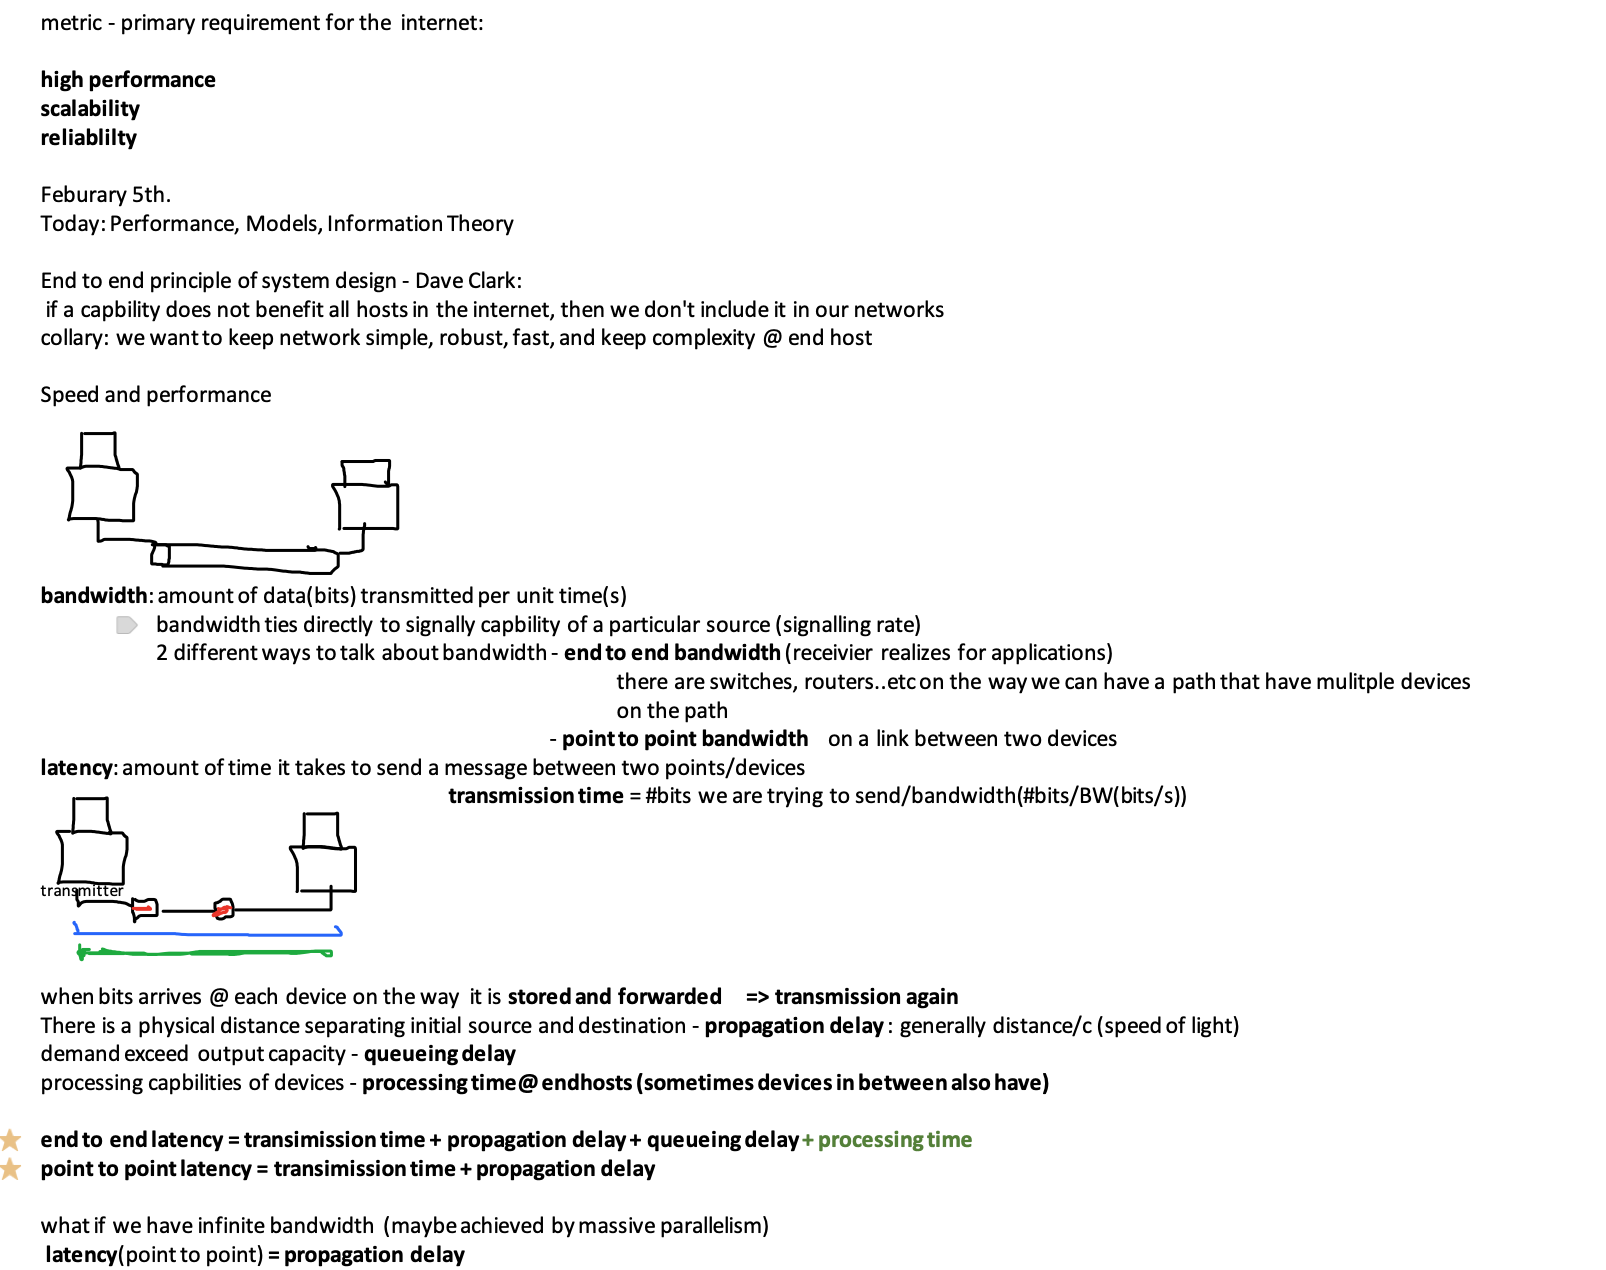 metric - primary requirement for the internet:
high performance
scalability
reliablilty
Feburary 5th.
Today: Performance, Models, Information Theory
End to end principle of system design - Dave Clark:
if a capbility does not benefit all hosts in the internet, then we don't include it in our networks
collary: we want to keep network simple, robust, fast, and keep complexity @ end host
Speed and performance
bandwidth: amount of data(bits) transmitted per unit time(s)
bandwidth ties directly to signally capbility of a particular source (signalling rate)
2 different ways to talk about bandwidth - end to end bandwidth (receivier realizes for applications)
there are switches, routers..etc on the way we can have a path that have mulitple devices
on the path
- point to point bandwidth on a link between two devices
latency: amount of time it takes to send a message between two points/devices
transmission time = #bits we are trying to send/bandwidth(#bits/BW(bits/s))
transmitter
when bits arrives @ each device on the way it is stored and forwarded => transmission again
There is a physical distance separating initial source and destination - propagation delay : generally distance/c (speed of light)
demand exceed output capacity - queueing delay
processing capbilities of devices - processing time@ endhosts (sometimes devices in between also have)
end to end latency = transimission time + propagation delay + queueing delay + processing time
point to point latency = transimission time + propagation delay
what if we have infinite bandwidth (maybe achieved by massive parallelism)
latency(point to point) = propagation delay